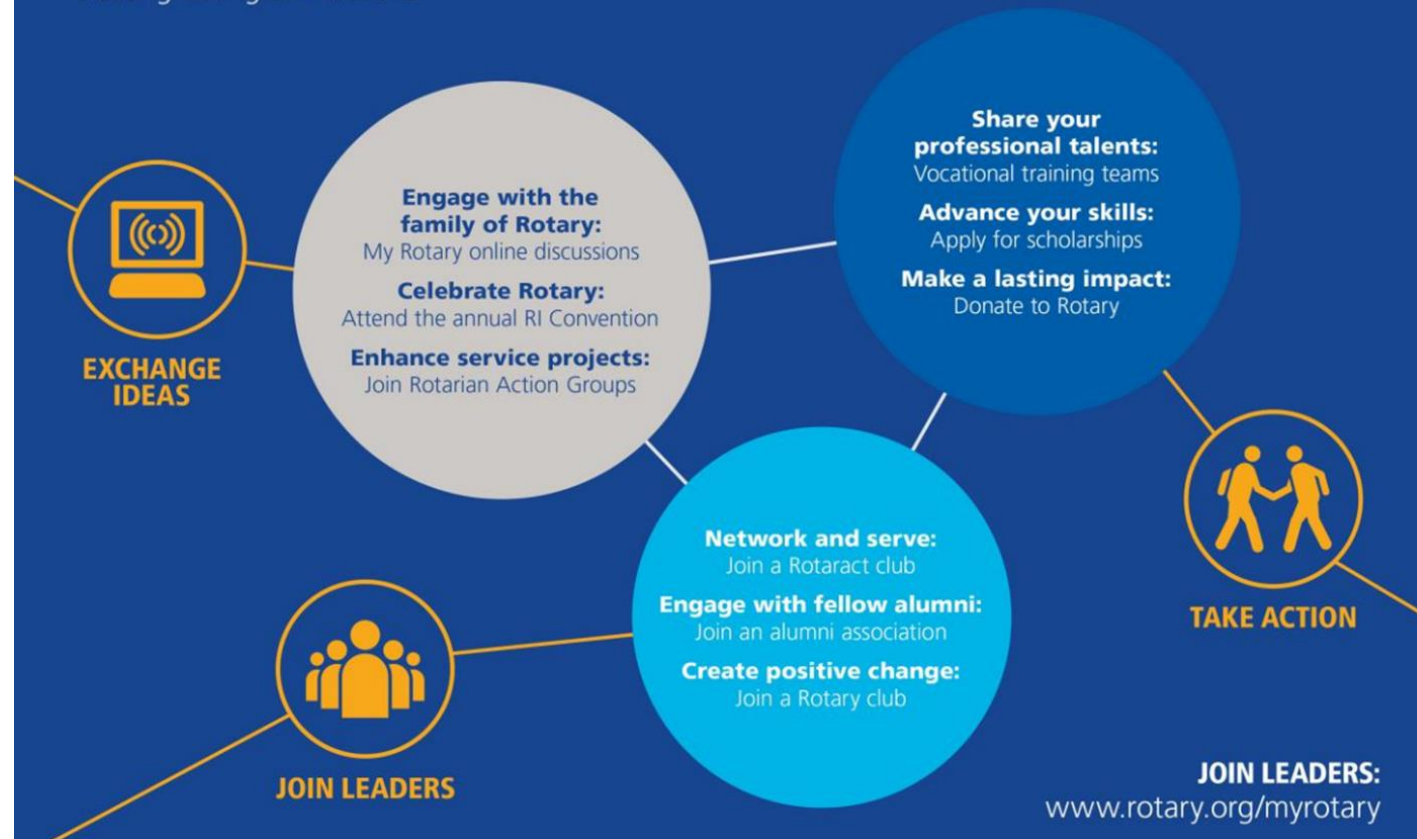 Engage with the
family of Rotary:
My Rotary online discussions
Celebrate Rotary:
Attend the annual RI Convention
Enhance service projects:
Join Rotarian Action Groups
EXCHANGE
IDEAS
Share your
professional talents:
Vocational training teams
Advance your skills:
Apply for scholarships
Make a lasting impact:
Donate to Rotary
TAKE ACTION
Network and serve:
Join a Rotaract club
Engage with fellow alumni:
Join an alumni association
Create positive change:
Join a Rotary club
JOIN LEADERS
JOIN LEADERS:
www.rotary.org/myrotary